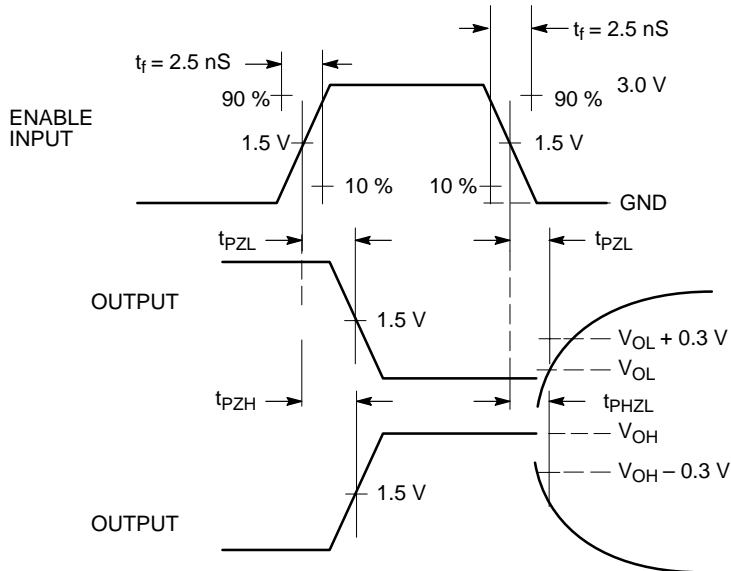 t_f = 2.5 nS
t_f = 2.5 nS
90 %
90 %
3.0 V
ENABLE
INPUT
1.5 V
1.5 V
10 %
10 %
GND
t_PZL
t_PZL
OUTPUT
1.5 V
V_OL + 0.3 V
V_OL
t_PZH
t_PHZL
V_OH
V_OH – 0.3 V
1.5 V
OUTPUT